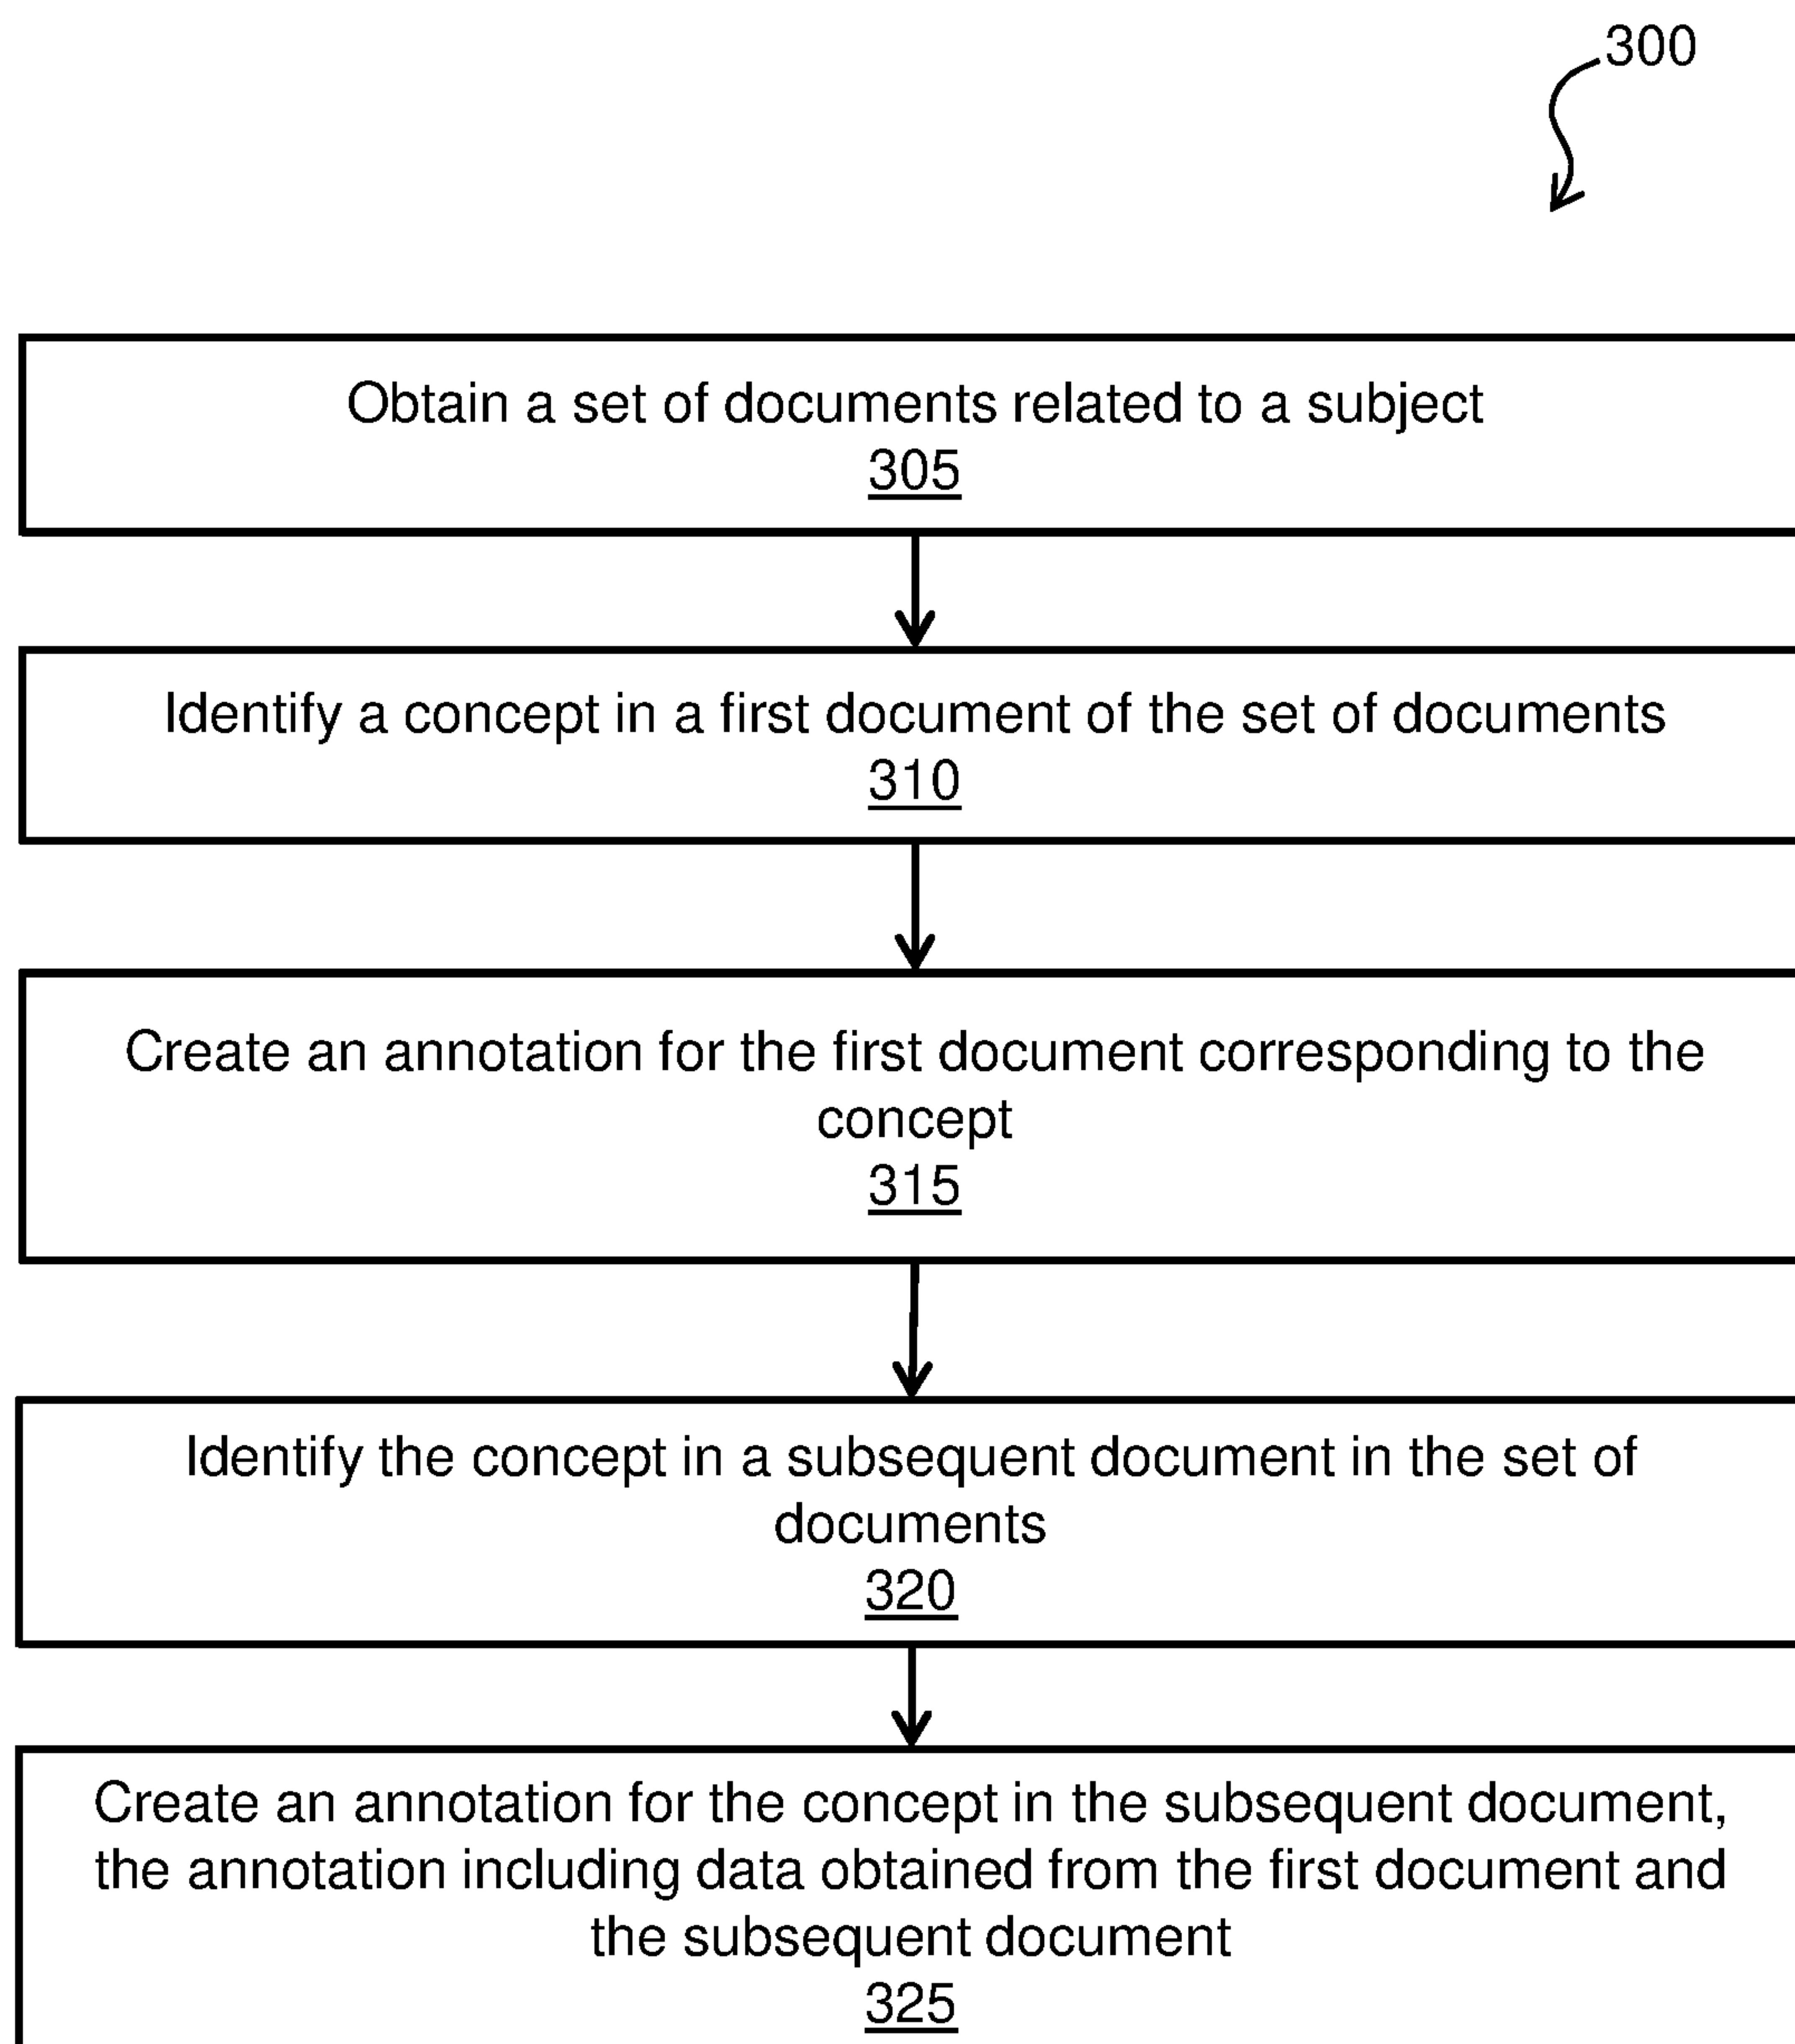 300
Obtain a set of documents related to a subject
305
Identify a concept in a first document of the set of documents
310
Create an annotation for the first document corresponding to the
concept
315
Identify the concept in a subsequent document in the set of
documents
320
Create an annotation for the concept in the subsequent document,
the annotation including data obtained from the first document and
the subsequent document
325